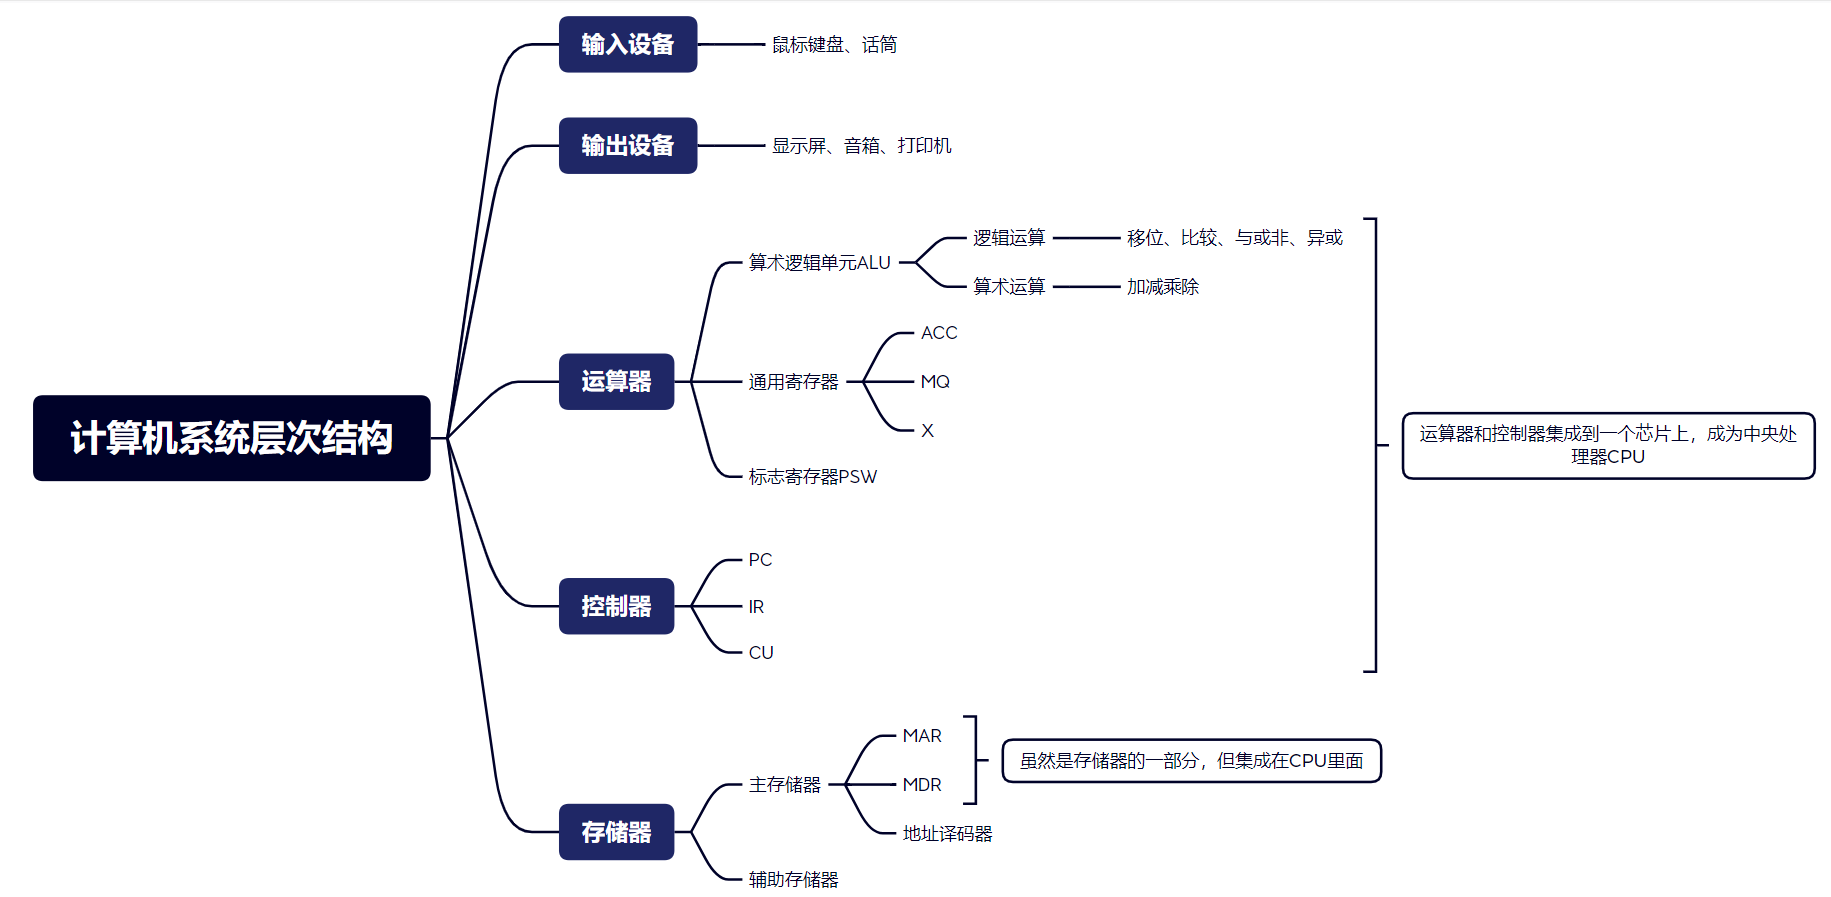 计算机系统层次结构
输入设备
鼠标键盘、话筒
输出设备
显示屏、音箱、打印机
运算器
算术逻辑单元ALU
逻辑运算
移位、比较、与或非、异或
算术运算
加减乘除
通用寄存器
ACC
MQ
X
标志寄存器PSW
控制器
PC
IR
CU
运算器和控制器集成到一个芯片上，成为中央处
理器CPU
存储器
主存储器
MAR
MDR
地址译码器
虽然是存储器的一部分，但集成在CPU里面
辅助存储器